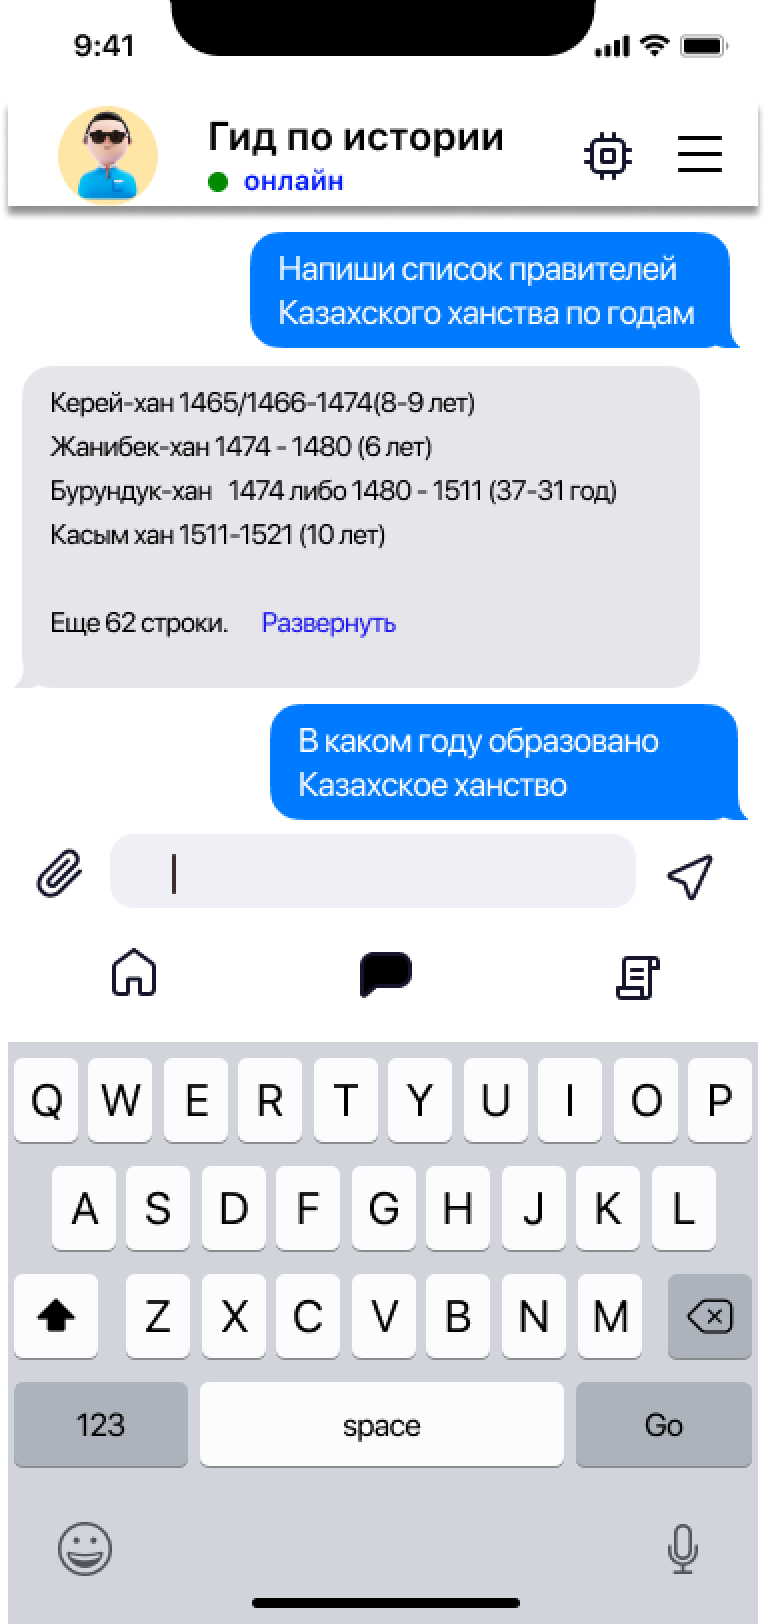 9:41
Гид по истории
онлайн
Напиши список правителей
Казахского ханства по годам
Керей-хан 1465/1466-1474(8-9 лет)
Жанибек-хан 1474 - 1480 (6 лет)
Бурундук-хан 1474 либо 1480 - 1511 (37-31 год)
Касым хан 1511-1521 (10 лет)
Еще 62 строки. Развернуть
В каком году образовано
Казахское ханство
Q W E R T Y U I O P
A S D F G H J K L
Z X C V B N M
123 space Go